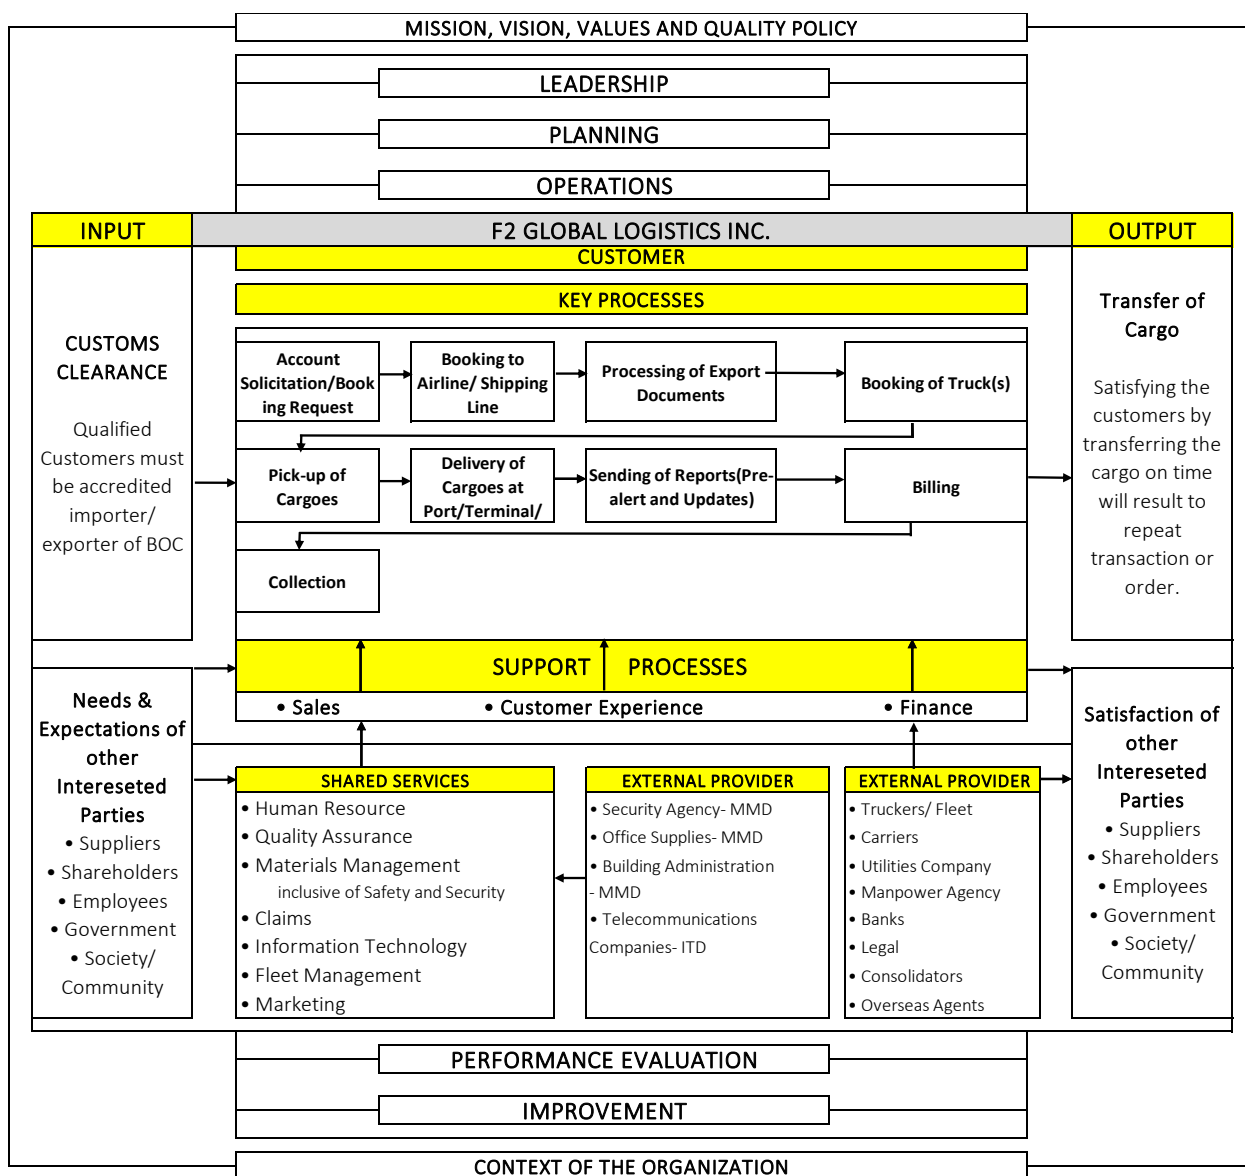 MISSION, VISION, VALUES AND QUALITY POLICY
LEADERSHIP
PLANNING
OPERATIONS
INPUT
F2 GLOBAL LOGISTICS INC.
OUTPUT
CUSTOMER
KEY PROCESSES
CUSTOMS
CLEARANCE
Qualified
Customers must
be accredited
importer/
exporter of BOC
Account
Solicitation/Book
ing Request
Booking to
Airline/ Shipping
Line
Processing of Export
Documents
Booking of Truck(s)
Pick-up of
Cargoes
Delivery of
Cargoes at
Port/Terminal/
Sending of Reports(Pre-
alert and Updates)
Billing
Collection
Transfer of
Cargo
Satisfying the
customers by
transferring the
cargo on time
will result to
repeat
transaction or
order.
SUPPORT PROCESSES
• Sales
• Customer Experience
• Finance
Needs &
Expectations of
other
Intereseted
Parties
• Suppliers
• Shareholders
• Employees
• Government
• Society/
Community
SHARED SERVICES
• Human Resource
• Quality Assurance
• Materials Management
inclusive of Safety and Security
• Claims
• Information Technology
• Fleet Management
• Marketing
EXTERNAL PROVIDER
• Security Agency- MMD
• Office Supplies- MMD
• Building Administration
- MMD
• Telecommunications
Companies- ITD
EXTERNAL PROVIDER
• Truckers/ Fleet
• Carriers
• Utilities Company
• Manpower Agency
• Banks
• Legal
• Consolidators
• Overseas Agents
Satisfaction of
other
Intereseted
Parties
• Suppliers
• Shareholders
• Employees
• Government
• Society/
Community
PERFORMANCE EVALUATION
IMPROVEMENT
CONTEXT OF THE ORGANIZATION